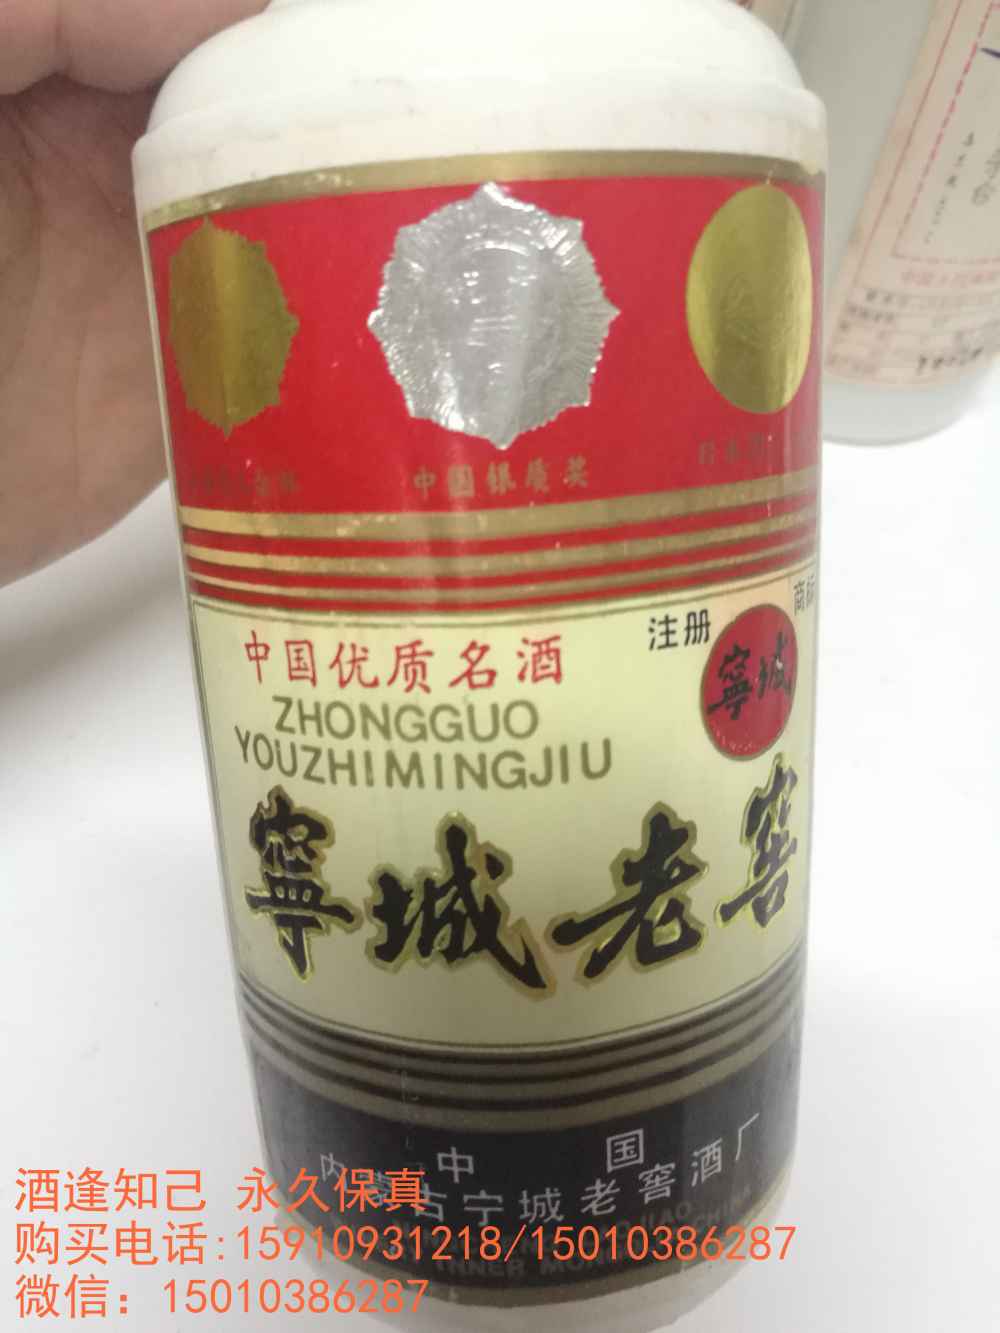 中国银质奖
注册
商标
寧城
中国优质名酒
ZHONGGUO
YOUZHIMINGJIU
寧城老窖
中国
内蒙古宁城老窖酒厂
酒逢知己 永久保真
购买电话:15910931218/15010386287
微信：15010386287